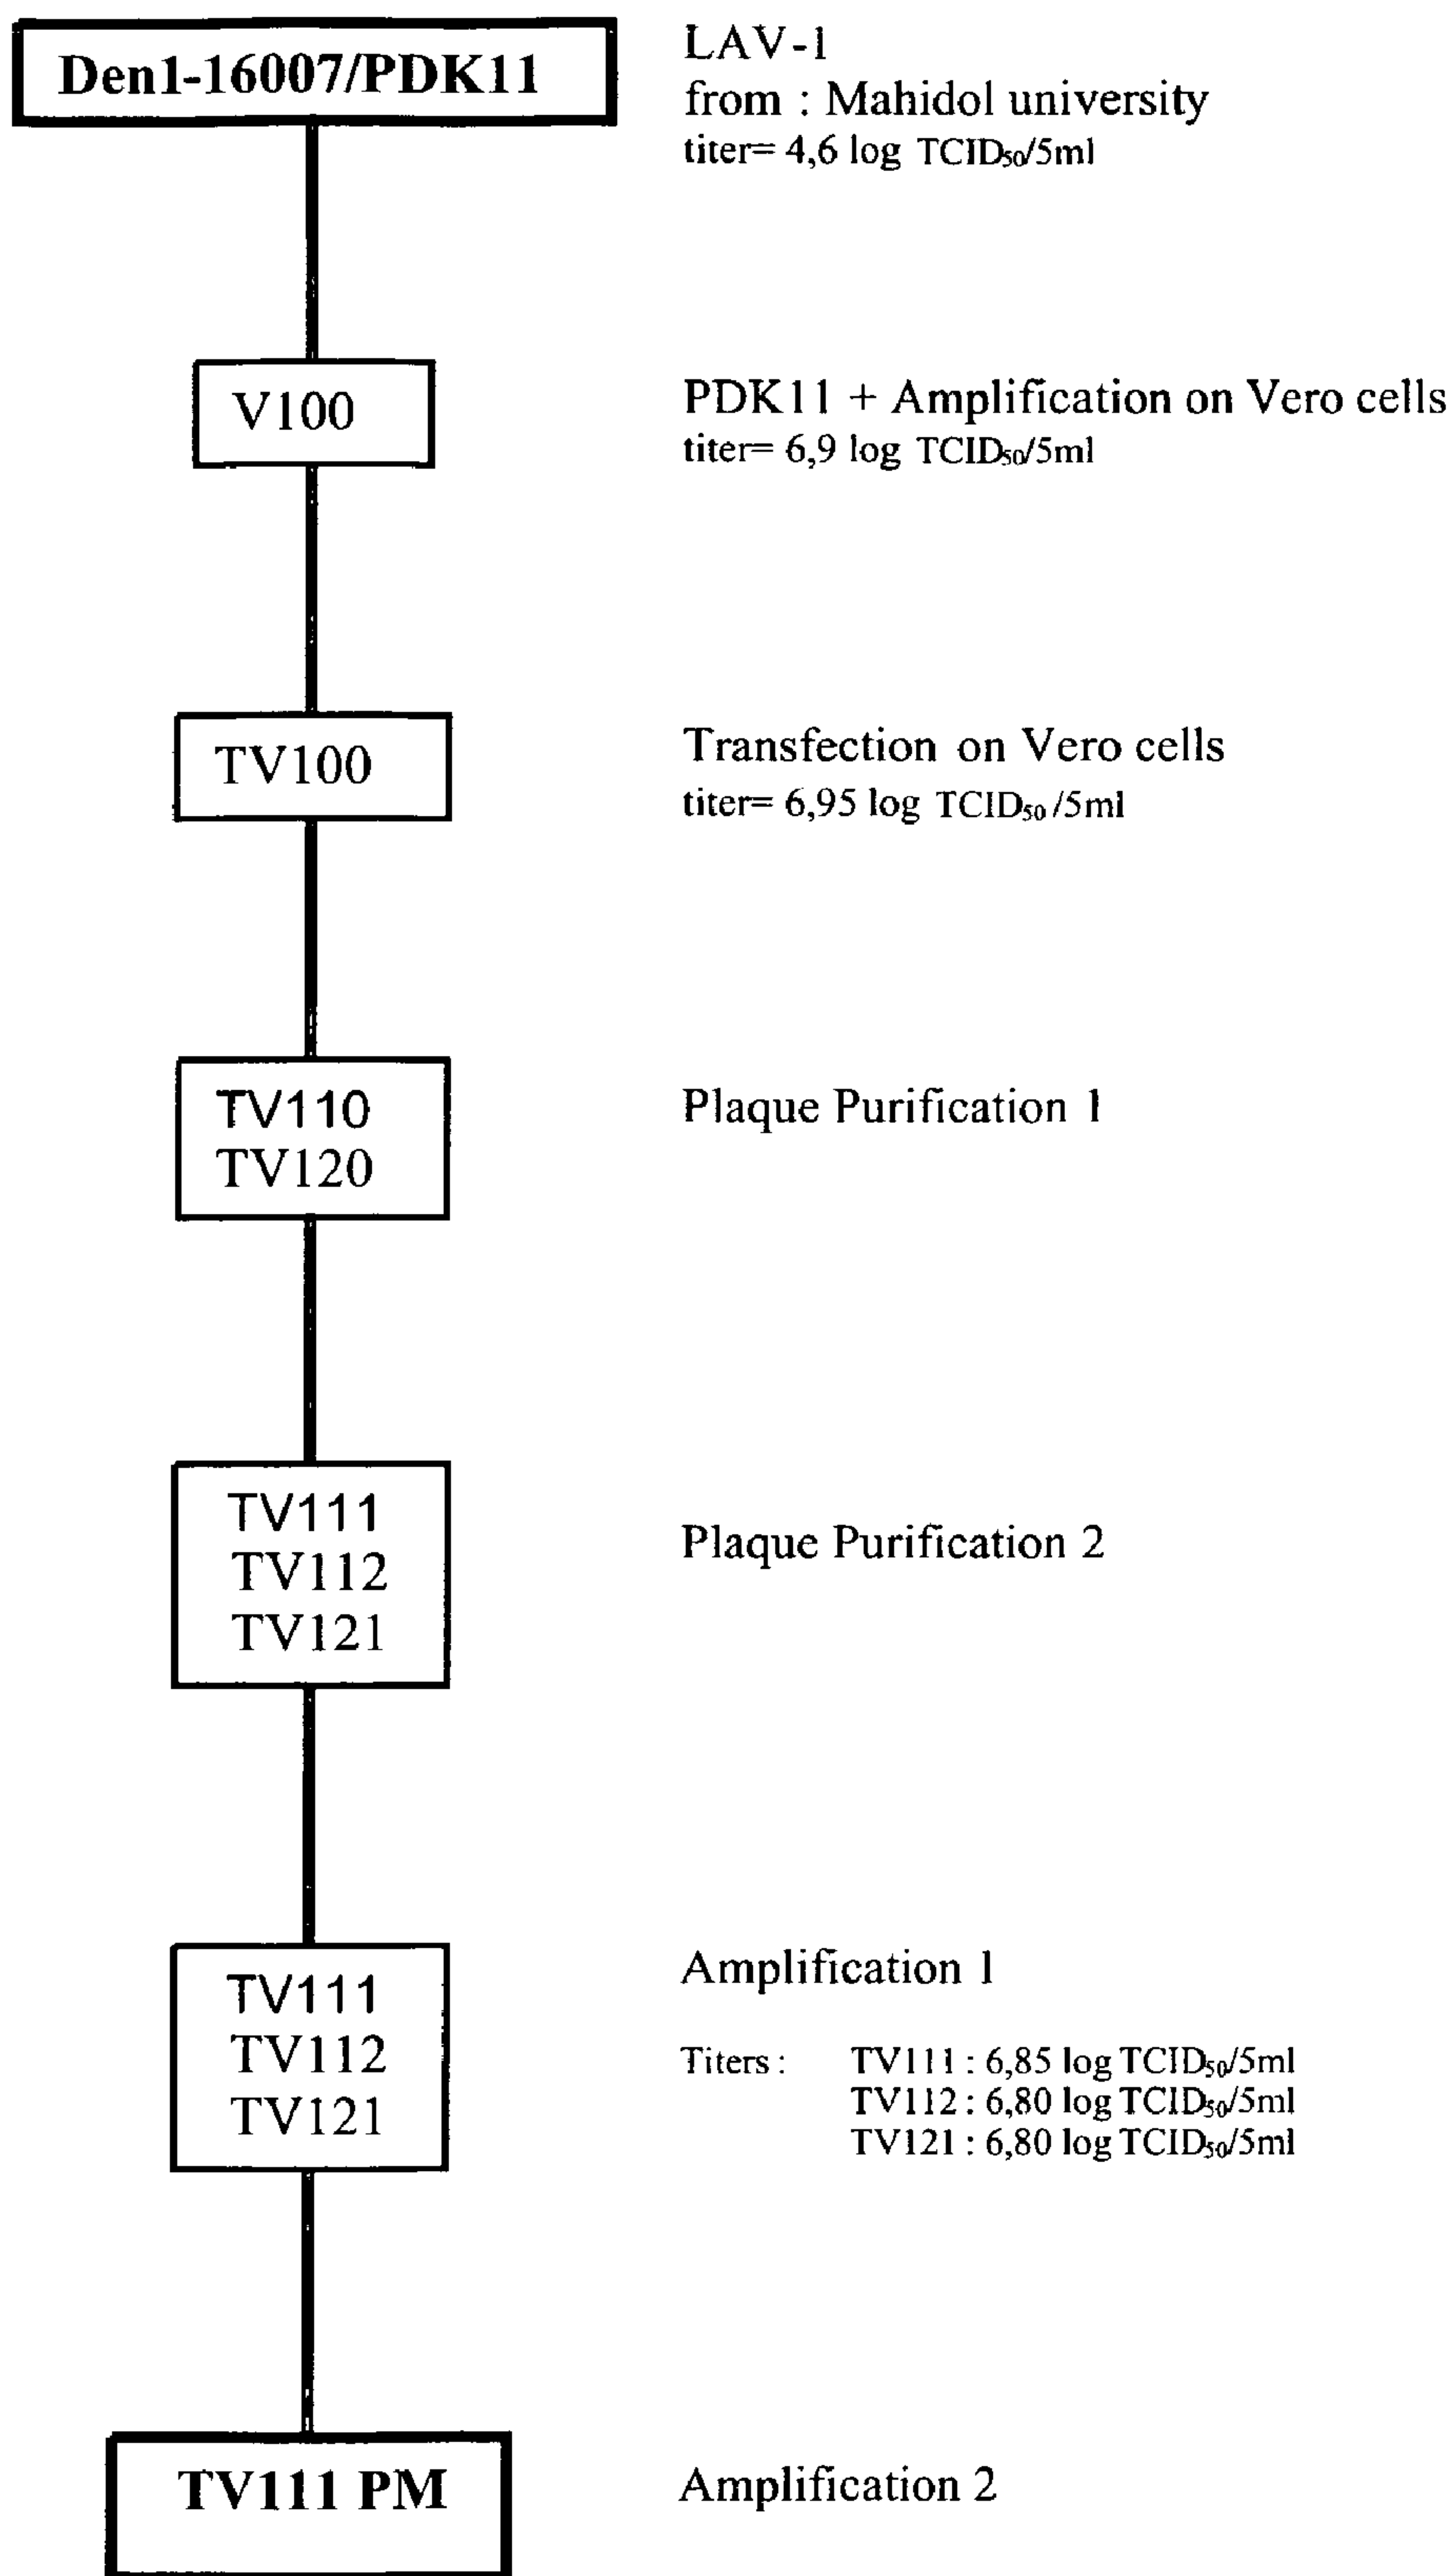 Den1-16007/PDK11
LAV-1
from : Mahidol university
titer= 4,6 log TCID50/5ml
V100
PDK11 + Amplification on Vero cells
titer= 6,9 log TCID50/5ml
TV100
Transfection on Vero cells
titer= 6,95 log TCID50 /5ml
TV110
TV120
Plaque Purification 1
TV111
TV112
TV121
Plaque Purification 2
TV111
TV112
TV121
Amplification 1
Titers : TV111 : 6,85 log TCID50/5ml
TV112 : 6,80 log TCID50/5ml
TV121 : 6,80 log TCID50/5ml
TV111 PM
Amplification 2